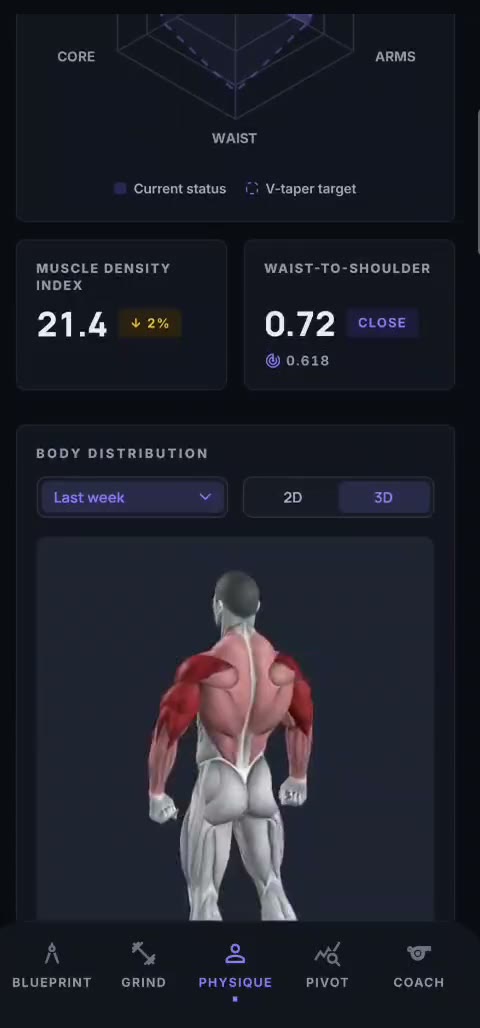 CORE
ARMS
WAIST
Current status
V-taper target
MUSCLE DENSITY
INDEX
21.4
↓ 2%
WAIST-TO-SHOULDER
0.72
CLOSE
0.618
BODY DISTRIBUTION
Last week
2D
3D
BLUEPRINT
GRIND
PHYSIQUE
PIVOT
COACH